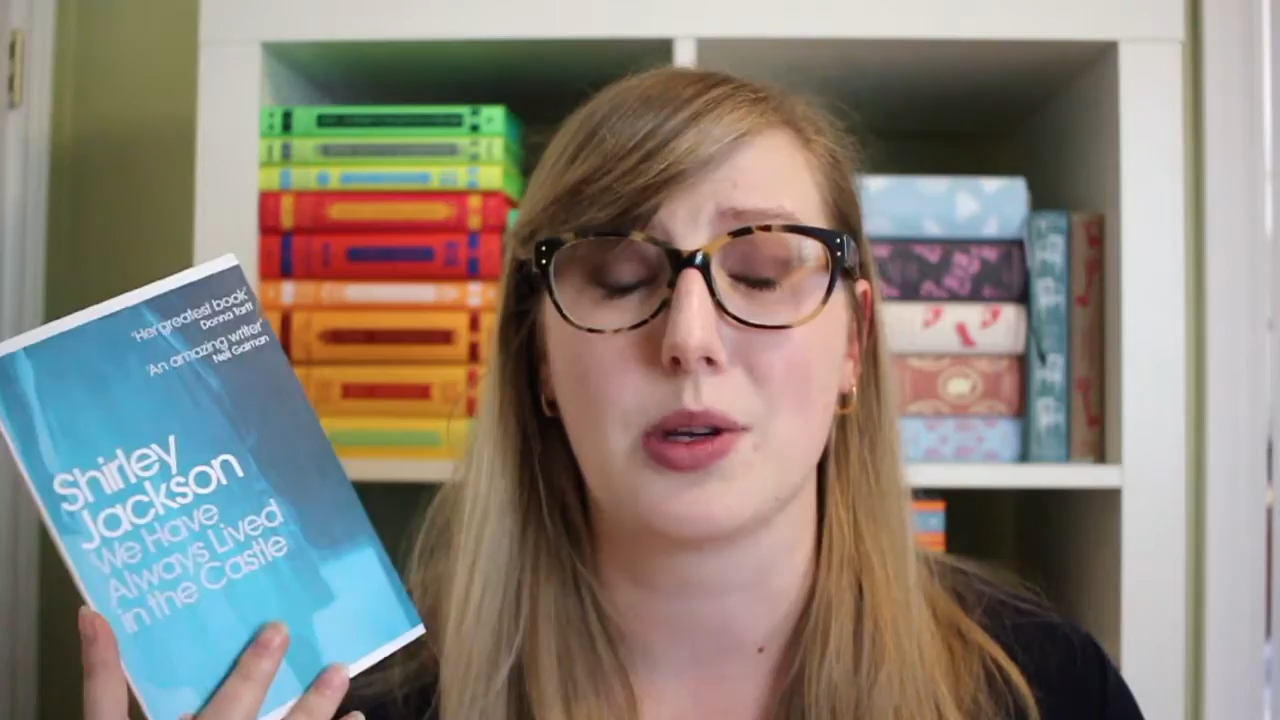 'Her greatest book'
Donna Tartt
'An amazing writer'
Neil Gaiman
Shirley
Jackson
We Have
Always Lived
in the Castle